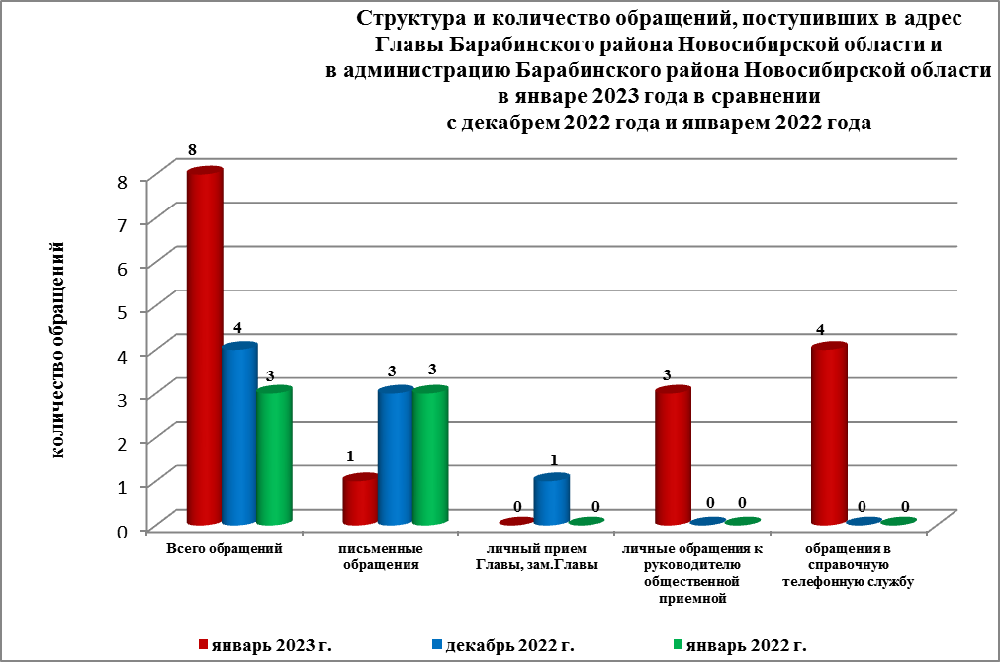 Структура и количество обращений, поступивших в адрес
Главы Барабинского района Новосибирской области и
в администрацию Барабинского района Новосибирской области
в январе 2023 года в сравнении
с декабрем 2022 года и январем 2022 года
количество обращений
8
7
6
5
4
3
2
1
0
8
4
3
1
3
3
0
1
0
3
0
0
4
0
0
Всего обращений
письменные
обращения
личный прием
Главы, зам.Главы
личные обращения к
руководителю
общественной
приемной
обращения в
справочную
телефонную службу
январь 2023 г.
декабрь 2022 г.
январь 2022 г.